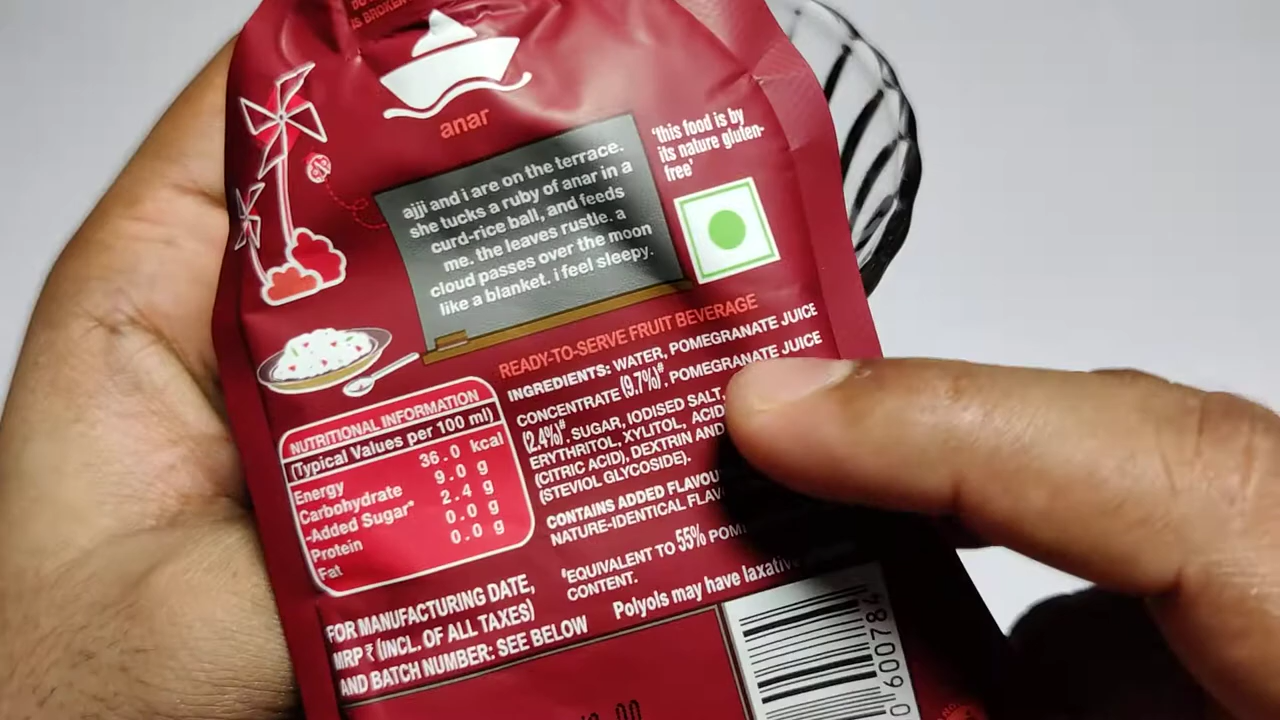 IS BROKEN
anar
ajji and i are on the terrace.
she tucks a ruby of anar in a
curd-rice ball, and feeds
me. the leaves rustle. a
cloud passes over the moon
like a blanket. i feel sleepy.
'this food is by
its nature gluten-
free'
READY-TO-SERVE FRUIT BEVERAGE
INGREDIENTS: WATER, POMEGRANATE JUICE
CONCENTRATE (9.7%)#, POMEGRANATE JUICE
(2.4%)#, SUGAR, IODISED SALT,
ERYTHRITOL, XYLITOL, ACID
(CITRIC ACID), DEXTRIN AND
(STEVIOL GLYCOSIDE).
CONTAINS ADDED
NATURE-IDENTICAL
#EQUIVALENT TO 55%
CONTENT.
Polyols may have laxative
NUTRITIONAL INFORMATION
(Typical Values per 100 ml)
Energy 36.0 kcal
Carbohydrate 9.0 g
-Added Sugar* 2.4 g
Protein 0.0 g
Fat 0.0 g
FOR MANUFACTURING DATE,
MRP ₹ (INCL. OF ALL TAXES)
AND BATCH NUMBER: SEE BELOW